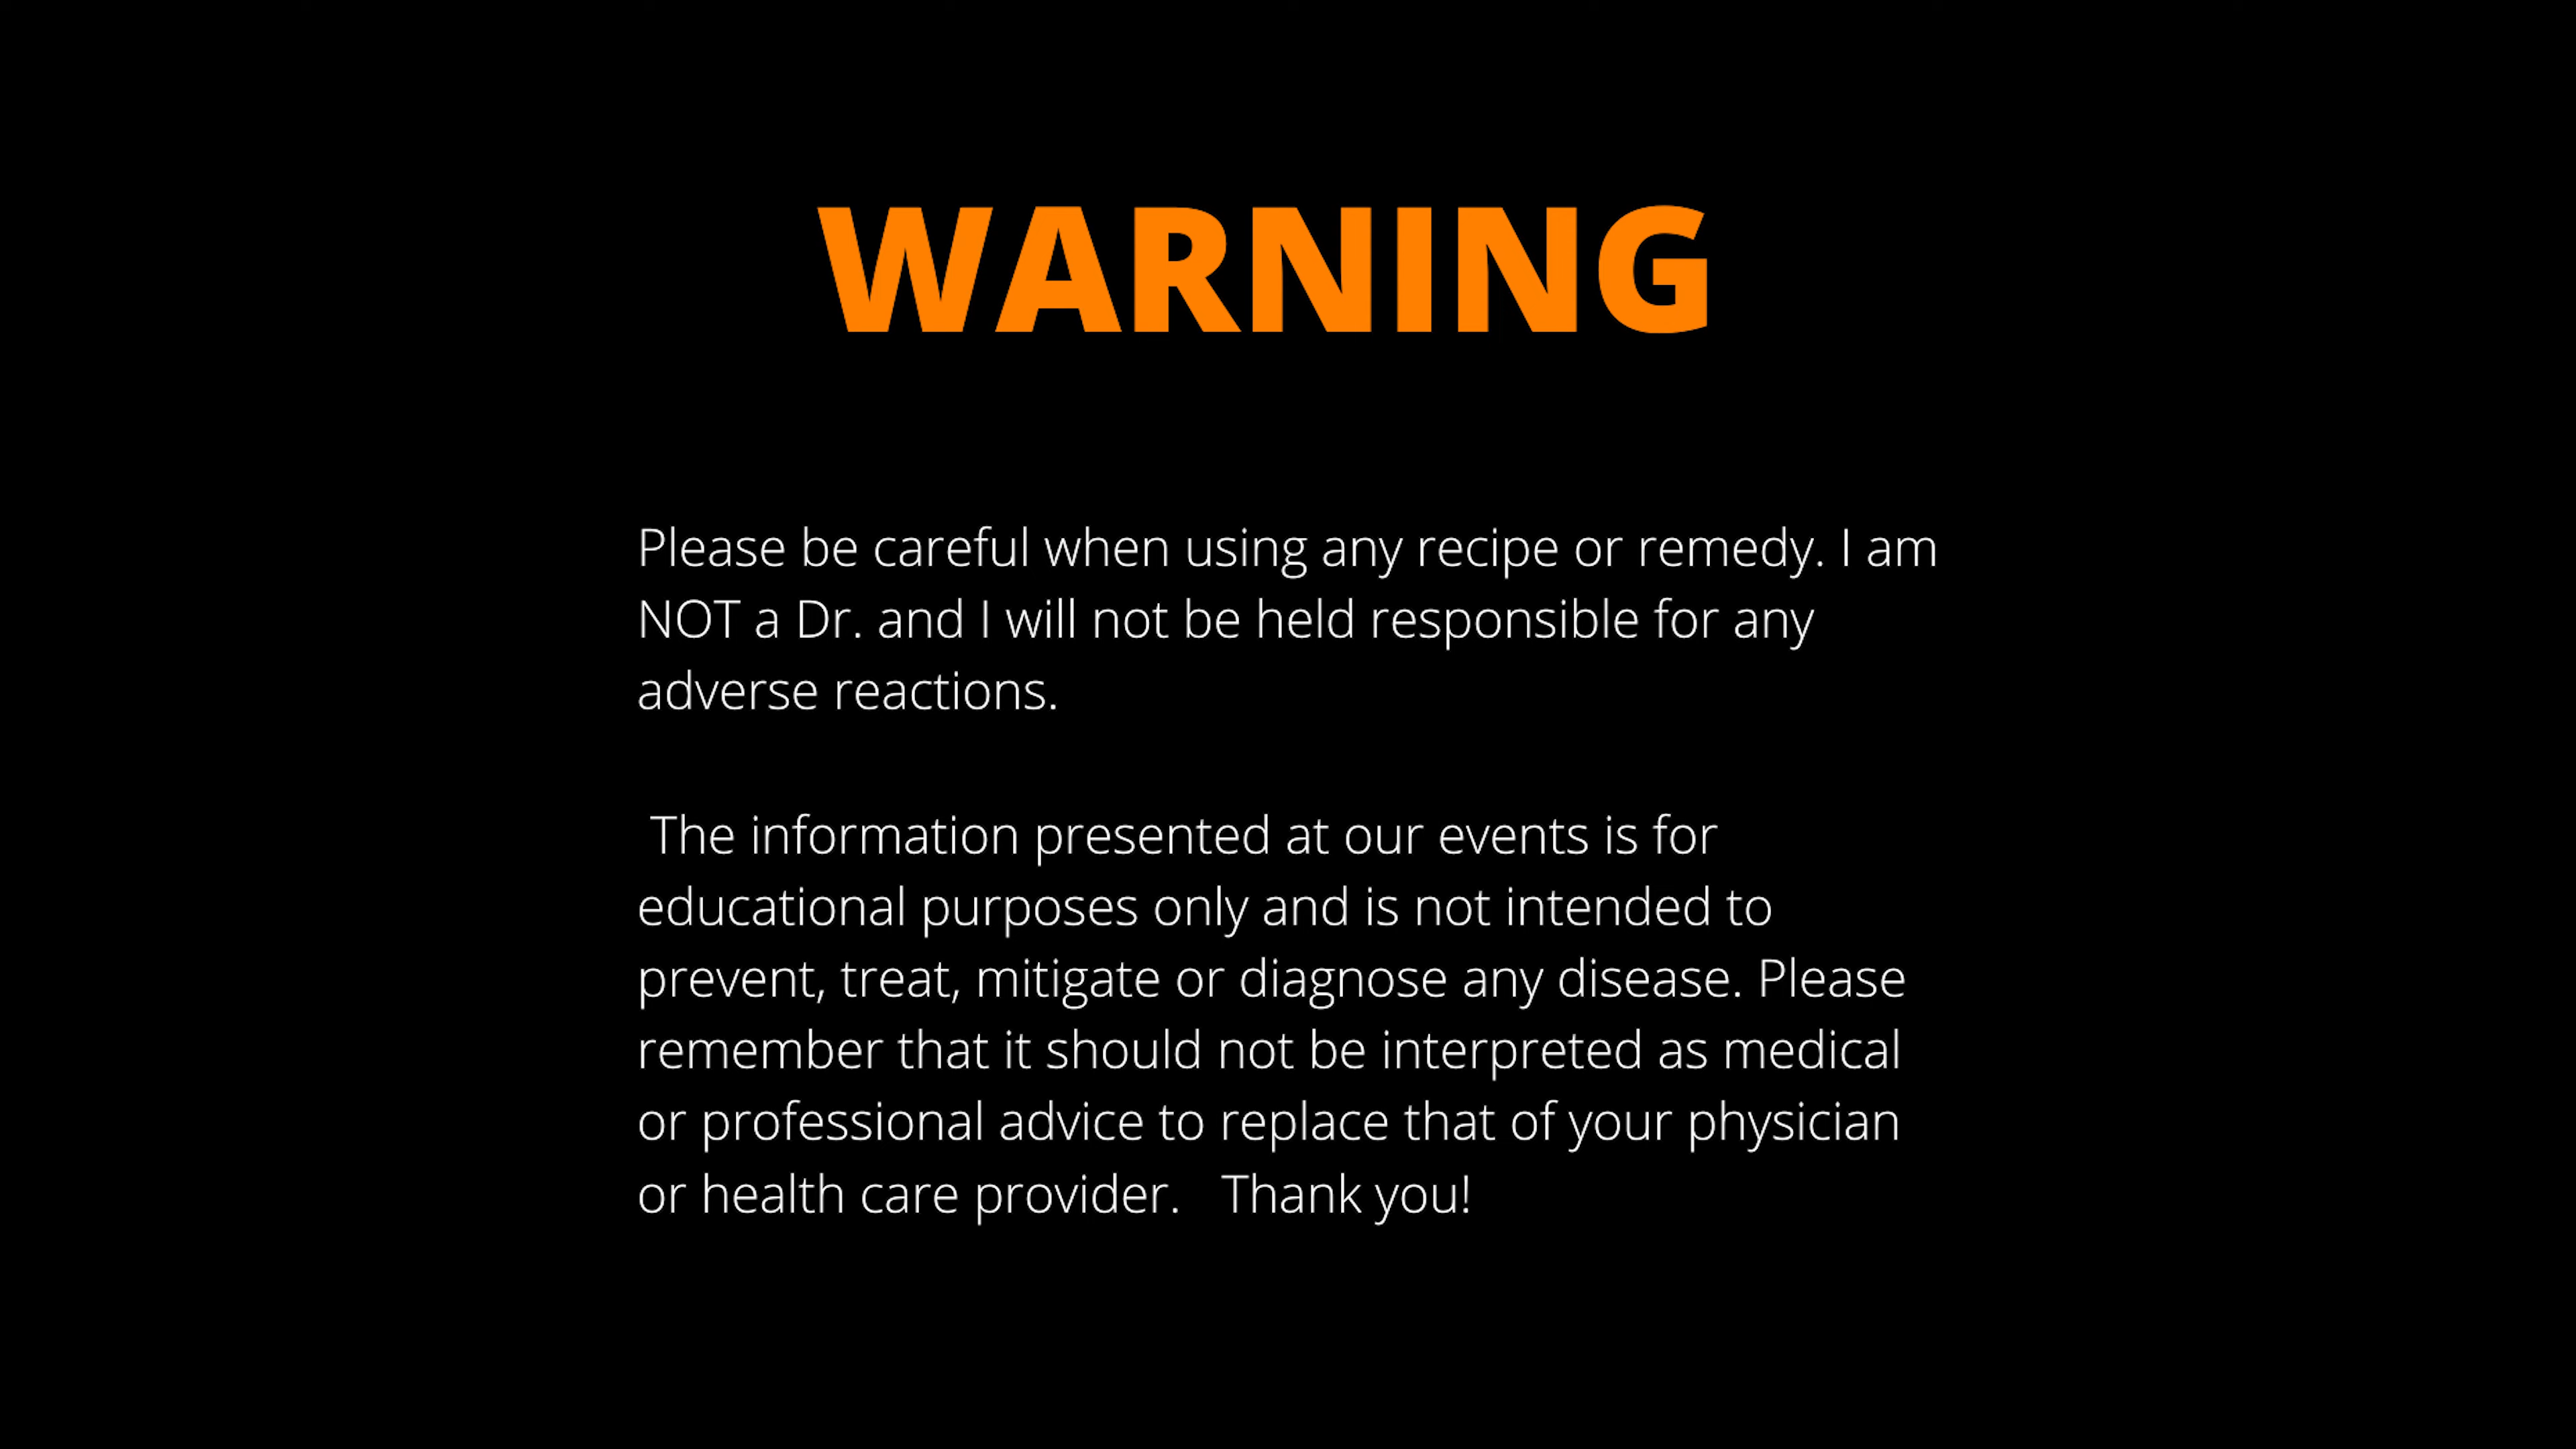 WARNING
Please be careful when using any recipe or remedy. I am
NOT a Dr. and I will not be held responsible for any
adverse reactions.
The information presented at our events is for
educational purposes only and is not intended to
prevent, treat, mitigate or diagnose any disease. Please
remember that it should not be interpreted as medical
or professional advice to replace that of your physician
or health care provider.   Thank you!